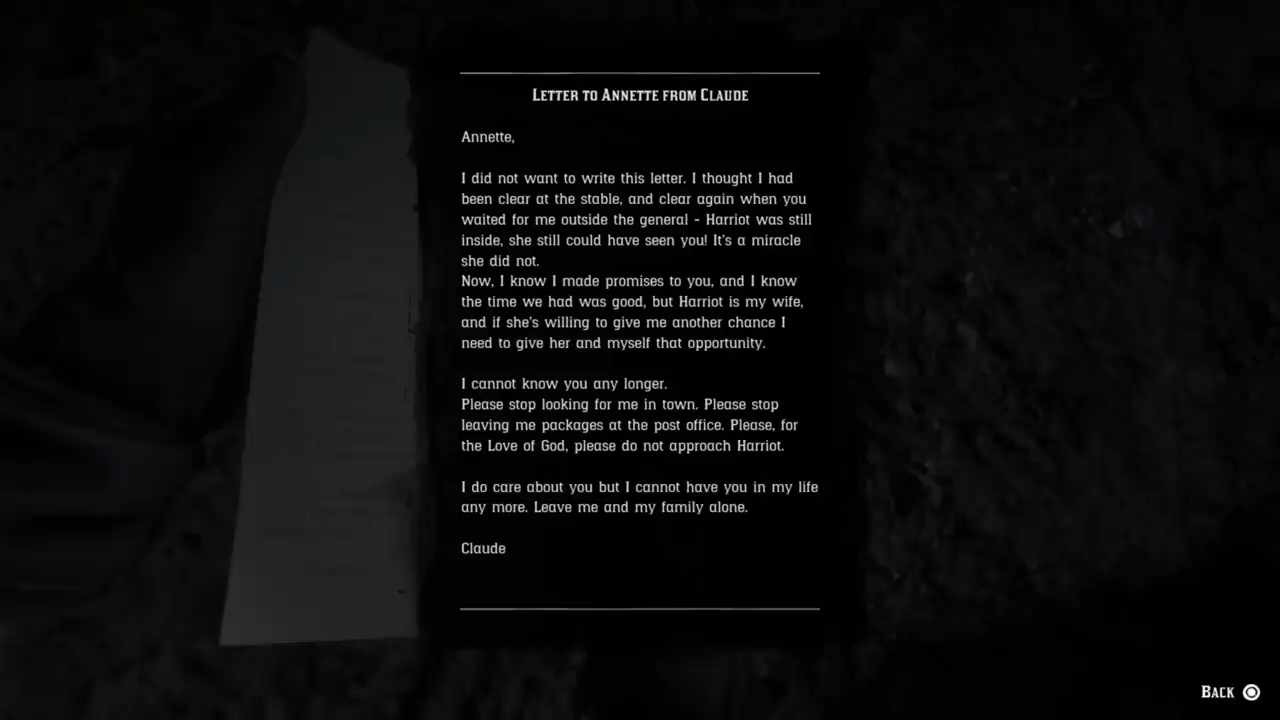 Letter to Annette from Claude
Annette,
I did not want to write this letter. I thought I had
been clear at the stable, and clear again when you
waited for me outside the general - Harriot was still
inside, she still could have seen you! It's a miracle
she did not.
Now, I know I made promises to you, and I know
the time we had was good, but Harriot is my wife,
and if she's willing to give me another chance I
need to give her and myself that opportunity.
I cannot know you any longer.
Please stop looking for me in town. Please stop
leaving me packages at the post office. Please, for
the Love of God, please do not approach Harriot.
I do care about you but I cannot have you in my life
any more. Leave me and my family alone.
Claude
Back